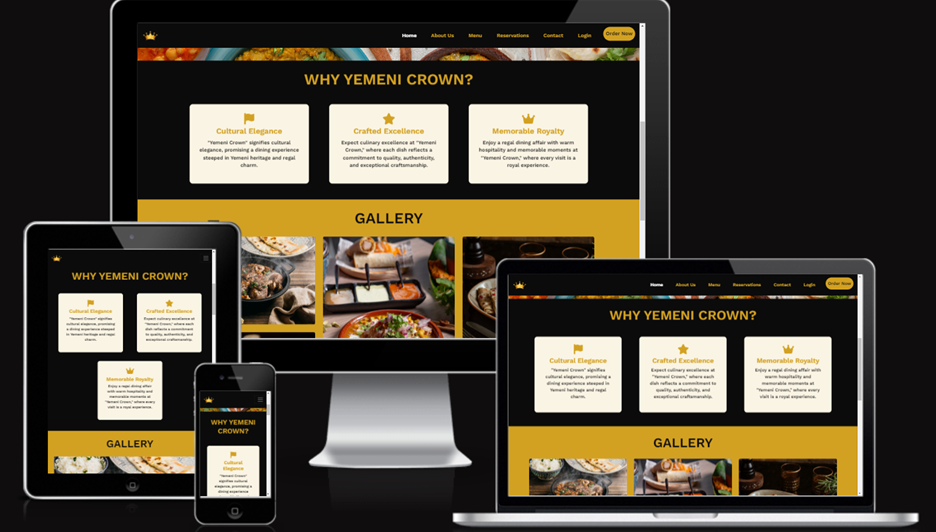 Home About Us Menu Reservations Contact Login Order Now
WHY YEMENI CROWN?
Cultural Elegance
"Yemeni Crown" signifies cultural
elegance, promising a dining experience
steeped in Yemeni heritage and regal
charm.
Crafted Excellence
Expect culinary excellence at "Yemeni
Crown," where each dish reflects a
commitment to quality, authenticity,
and exceptional craftsmanship.
Memorable Royalty
Enjoy a regal dining affair with warm
hospitality and memorable moments at
"Yemeni Crown," where every visit is a
royal experience.
GALLERY
WHY YEMENI CROWN?
Cultural Elegance
"Yemeni Crown" signifies
cultural elegance, promising
a dining experience steeped
in Yemeni heritage and regal
charm.
Crafted Excellence
Expect culinary excellence at
"Yemeni Crown," where each
dish reflects a commitment
to quality, authenticity, and
exceptional craftsmanship.
Memorable Royalty
Enjoy a regal dining affair
with warm hospitality and
memorable moments at
"Yemeni Crown," where every
visit is a royal experience.
GALLERY
WHY YEMENI
CROWN?
Cultural
Elegance
"Yemeni Crown"
signifies cultural
elegance, promising
a dining experience
Home About Us Menu Reservations Contact Login Order Now
WHY YEMENI CROWN?
Cultural Elegance
"Yemeni Crown" signifies
cultural elegance, promising a
dining experience steeped in
Yemeni heritage and regal
charm.
Crafted Excellence
Expect culinary excellence at
"Yemeni Crown," where each
dish reflects a commitment to
quality, authenticity, and
exceptional craftsmanship.
Memorable Royalty
Enjoy a regal dining affair with
warm hospitality and
memorable moments at
"Yemeni Crown," where every
visit is a royal experience.
GALLERY